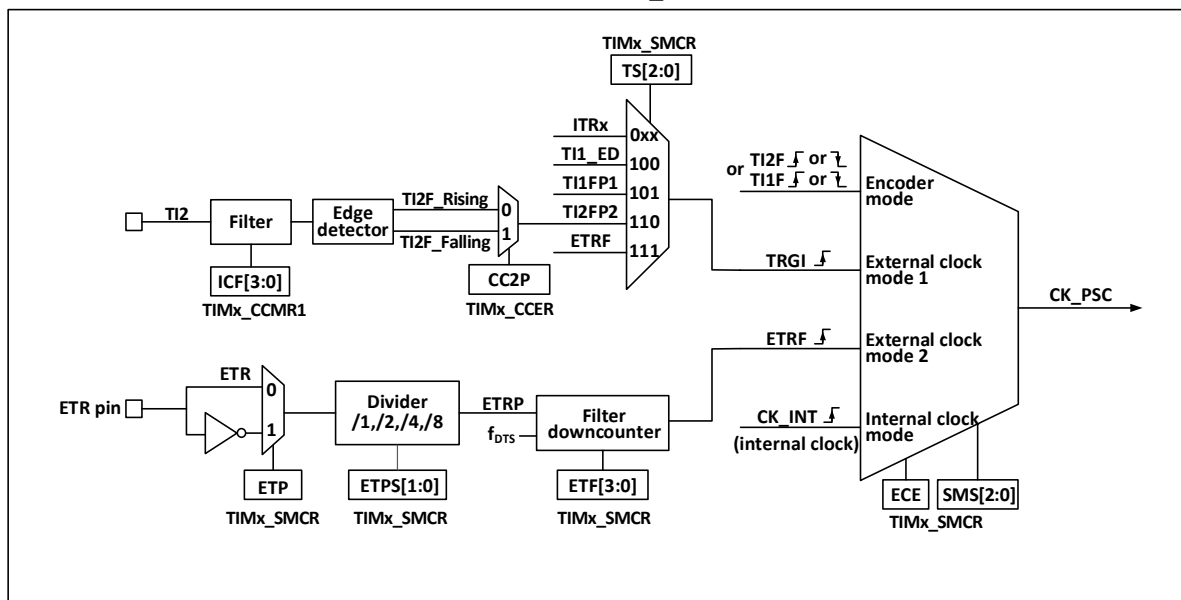 _
TIMx_SMCR
TS[2:0]
ITRx
0xx
TI1_ED
100
TI1FP1
101
TI2FP2
110
ETRF
111
TI2
Filter
ICF[3:0]
TIMx_CCMR1
Edge
detector
TI2F_Rising
TI2F_Falling
0
1
CC2P
TIMx_CCER
or TI2F or
TI1F or
Encoder
mode
TRGI
External clock
mode 1
ETRF
External clock
mode 2
CK_INT
(internal clock)
Internal clock
mode
CK_PSC
ECE
SMS[2:0]
TIMx_SMCR
ETR pin
ETR
0
1
ETP
TIMx_SMCR
Divider
/1,/2,/4,/8
ETPS[1:0]
TIMx_SMCR
ETRP
fDTS
Filter
downcounter
ETF[3:0]
TIMx_SMCR